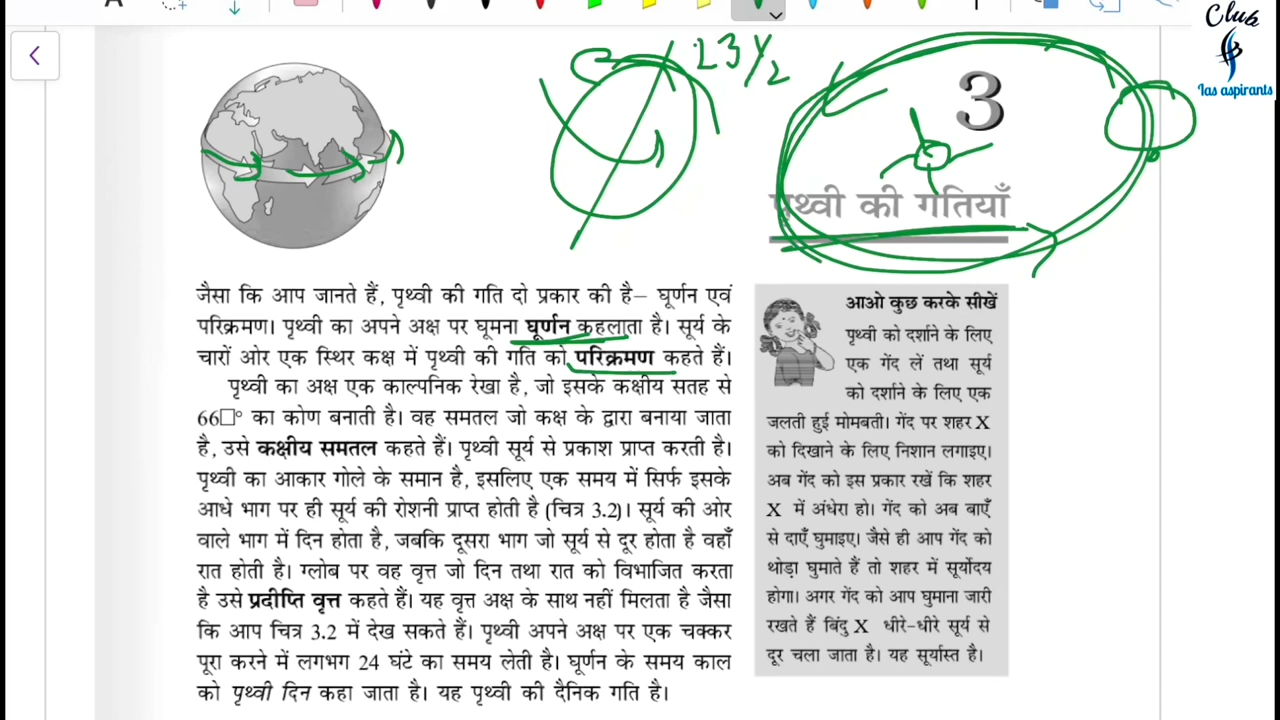 Club
Ias aspirants
23 1/2
3
पृथ्वी की गतियाँ
जैसा कि आप जानते हैं, पृथ्वी की गति दो प्रकार की है– घूर्णन एवं
परिक्रमण। पृथ्वी का अपने अक्ष पर घूमना घूर्णन कहलाता है। सूर्य के
चारों ओर एक स्थिर कक्ष में पृथ्वी की गति को परिक्रमण कहते हैं।
पृथ्वी का अक्ष एक काल्पनिक रेखा है, जो इसके कक्षीय सतह से
66□° का कोण बनाती है। वह समतल जो कक्ष के द्वारा बनाया जाता
है, उसे कक्षीय समतल कहते हैं। पृथ्वी सूर्य से प्रकाश प्राप्त करती है।
पृथ्वी का आकार गोले के समान है, इसलिए एक समय में सिर्फ इसके
आधे भाग पर ही सूर्य की रोशनी प्राप्त होती है (चित्र 3.2)। सूर्य की ओर
वाले भाग में दिन होता है, जबकि दूसरा भाग जो सूर्य से दूर होता है वहाँ
रात होती है। ग्लोब पर वह वृत्त जो दिन तथा रात को विभाजित करता
है उसे प्रदीप्ति वृत्त कहते हैं। यह वृत्त अक्ष के साथ नहीं मिलता है जैसा
कि आप चित्र 3.2 में देख सकते हैं। पृथ्वी अपने अक्ष पर एक चक्कर
पूरा करने में लगभग 24 घंटे का समय लेती है। घूर्णन के समय काल
को पृथ्वी दिन कहा जाता है। यह पृथ्वी की दैनिक गति है।
आओ कुछ करके सीखें
पृथ्वी को दर्शाने के लिए
एक गेंद लें तथा सूर्य
को दर्शाने के लिए एक
जलती हुई मोमबती। गेंद पर शहर X
को दिखाने के लिए निशान लगाइए।
अब गेंद को इस प्रकार रखें कि शहर
X में अंधेरा हो। गेंद को अब बाएँ
से दाएँ घुमाइए। जैसे ही आप गेंद को
थोड़ा घुमाते हैं तो शहर में सूर्योदय
होगा। अगर गेंद को आप घुमाना जारी
रखते हैं बिंदु X धीरे-धीरे सूर्य से
दूर चला जाता है। यह सूर्यास्त है।